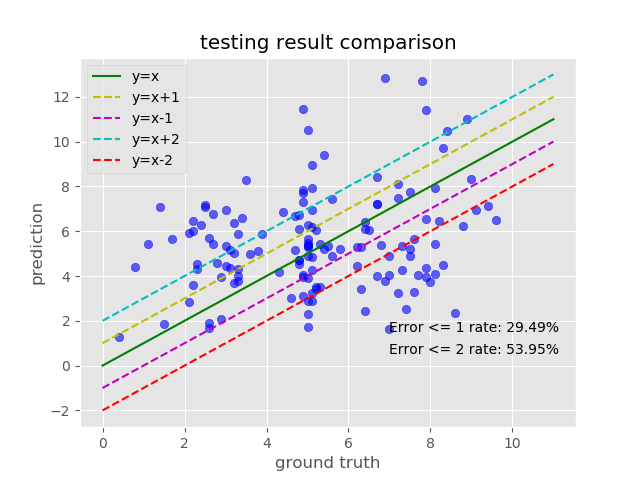 testing result comparison
y=x
y=x+1
y=x-1
y=x+2
y=x-2
12
10
8
6
4
2
0
−2
prediction
Error <= 1 rate: 29.49%
Error <= 2 rate: 53.95%
0
2
4
6
8
10
ground truth